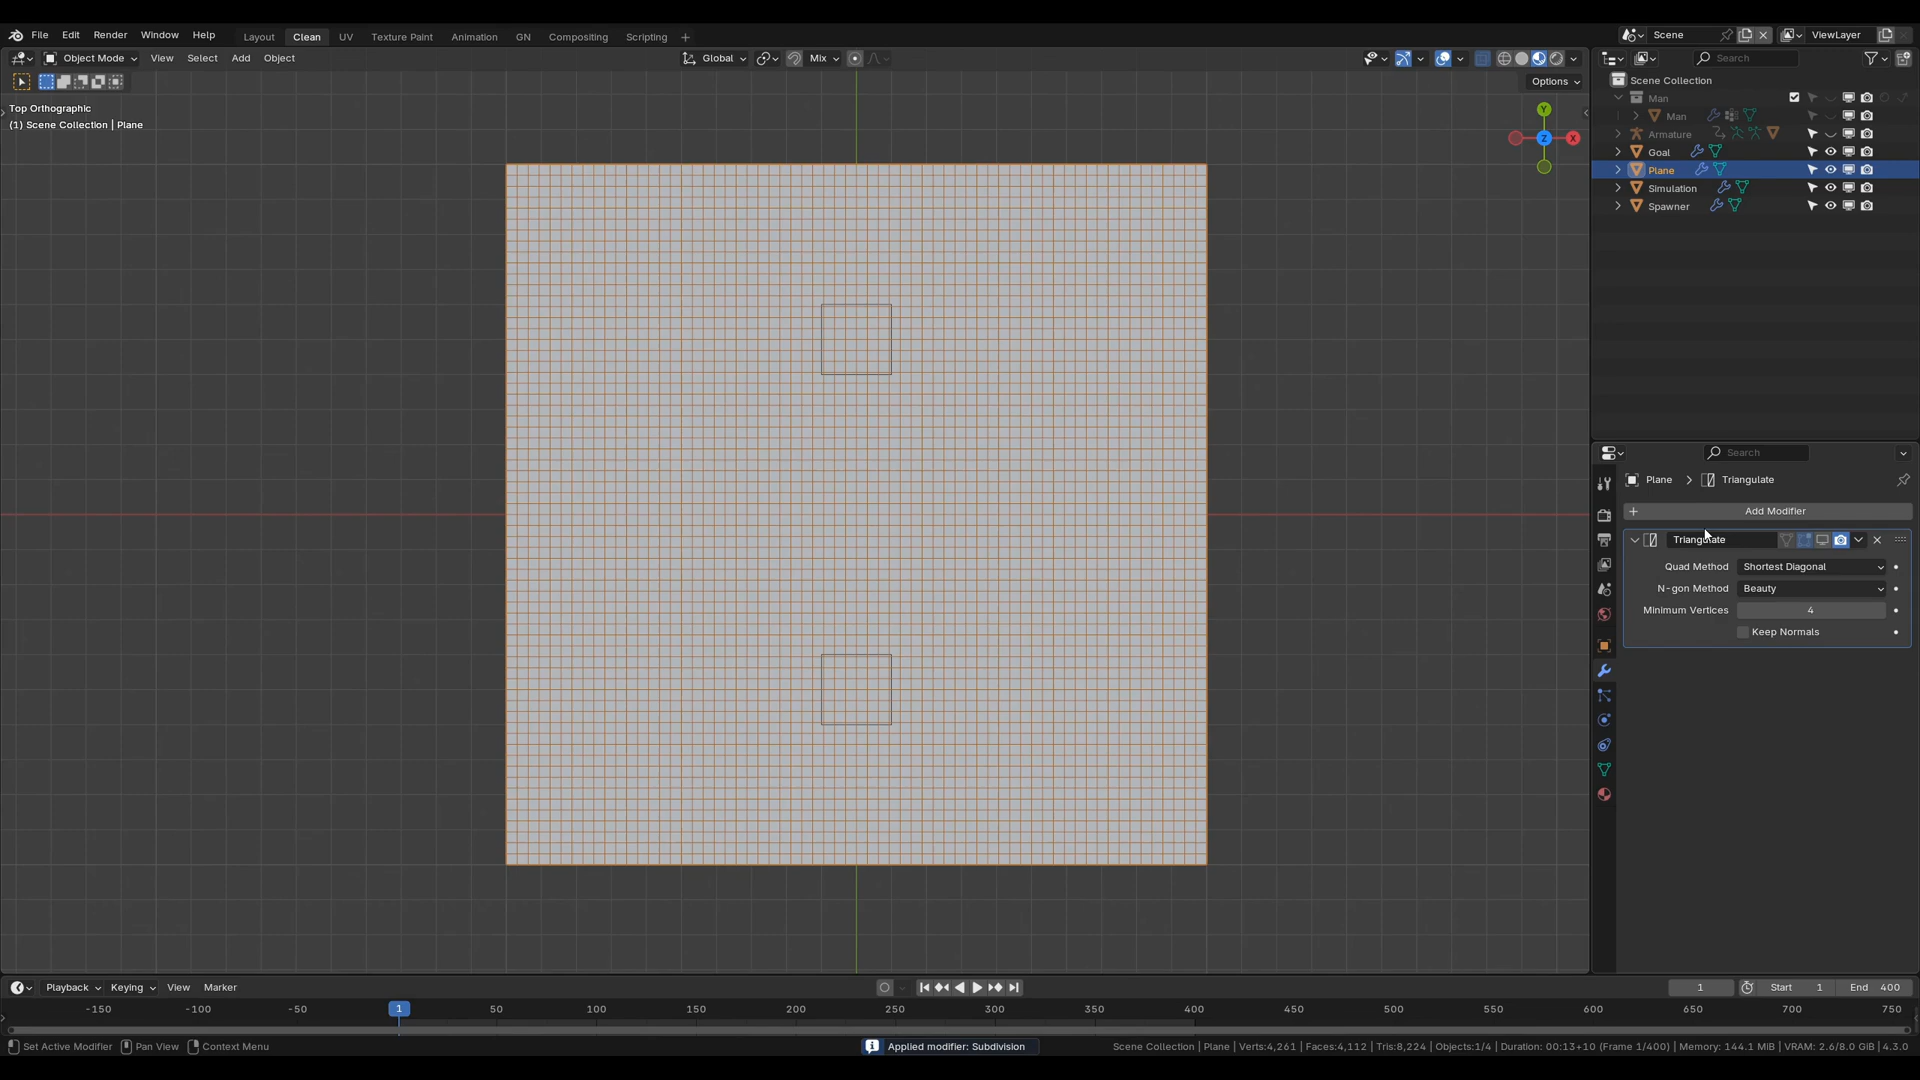 File Edit Render Window Help Layout Clean UV Texture Paint Animation GN Compositing Scripting + Scene ViewLayer
Object Mode View Select Add Object Global Mix Search
Options
Top Orthographic
(1) Scene Collection | Plane
Y
Z X
Scene Collection
Man
Man
Armature
Goal
Plane
Simulation
Spawner
Search
Plane > Triangulate
+ Add Modifier
Triangulate
Quad Method Shortest Diagonal
N-gon Method Beauty
Minimum Vertices 4
Keep Normals
Playback Keying View Marker 1 Start 1 End 400
-150 -100 -50 1 50 100 150 200 250 300 350 400 450 500 550 600 650 700 750
Set Active Modifier Pan View Context Menu Applied modifier: Subdivision Scene Collection | Plane | Verts:4,261 | Faces:4,112 | Tris:8,224 | Objects:1/4 | Duration: 00:13+10 (Frame 1/400) | Memory: 144.1 MiB | VRAM: 2.6/8.0 GiB | 4.3.0